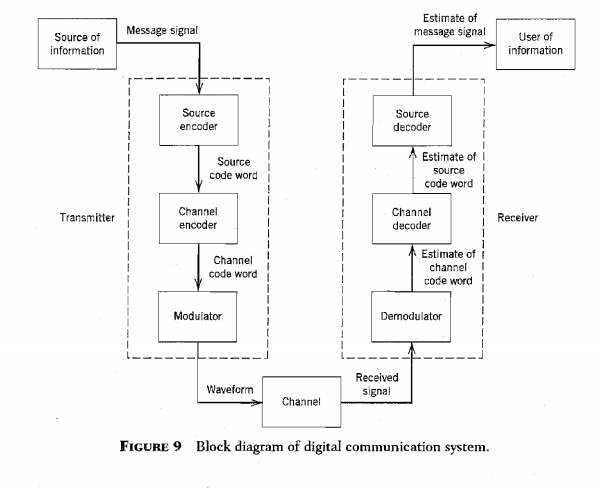 Source of
information
Message signal
Estimate of
message signal
User of
information
Source
encoder
Source
code word
Channel
encoder
Channel
code word
Modulator
Transmitter
Waveform
Channel
Received
signal
Demodulator
Estimate of
channel
code word
Channel
decoder
Estimate of
source
code word
Source
decoder
Receiver
FIGURE 9 Block diagram of digital communication system.